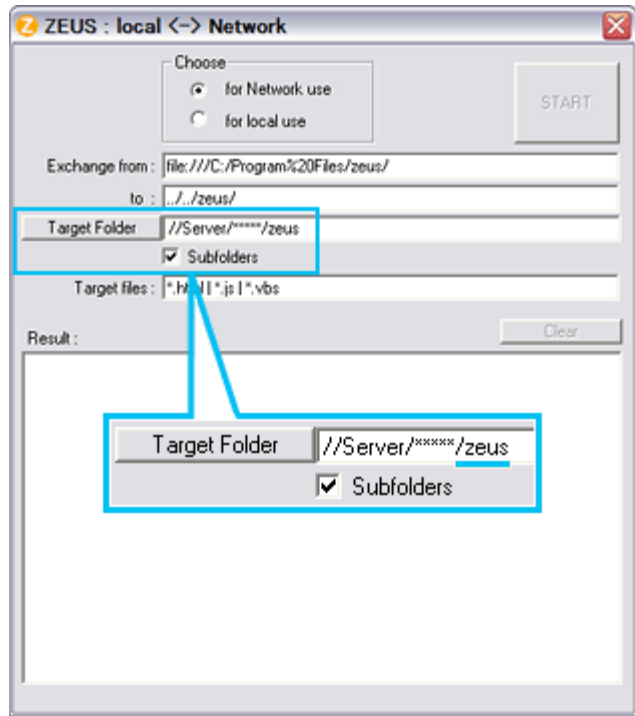 ZEUS : local <-> Network
Choose
for Network use
for local use
START
Exchange from : file:///C:/Program%20Files/zeus/
to : ../../zeus/
Target Folder //Server/*****/zeus
Subfolders
Target files : *.html | *.js | *.vbs
Result :
Clear
Target Folder //Server/*****/zeus
Subfolders